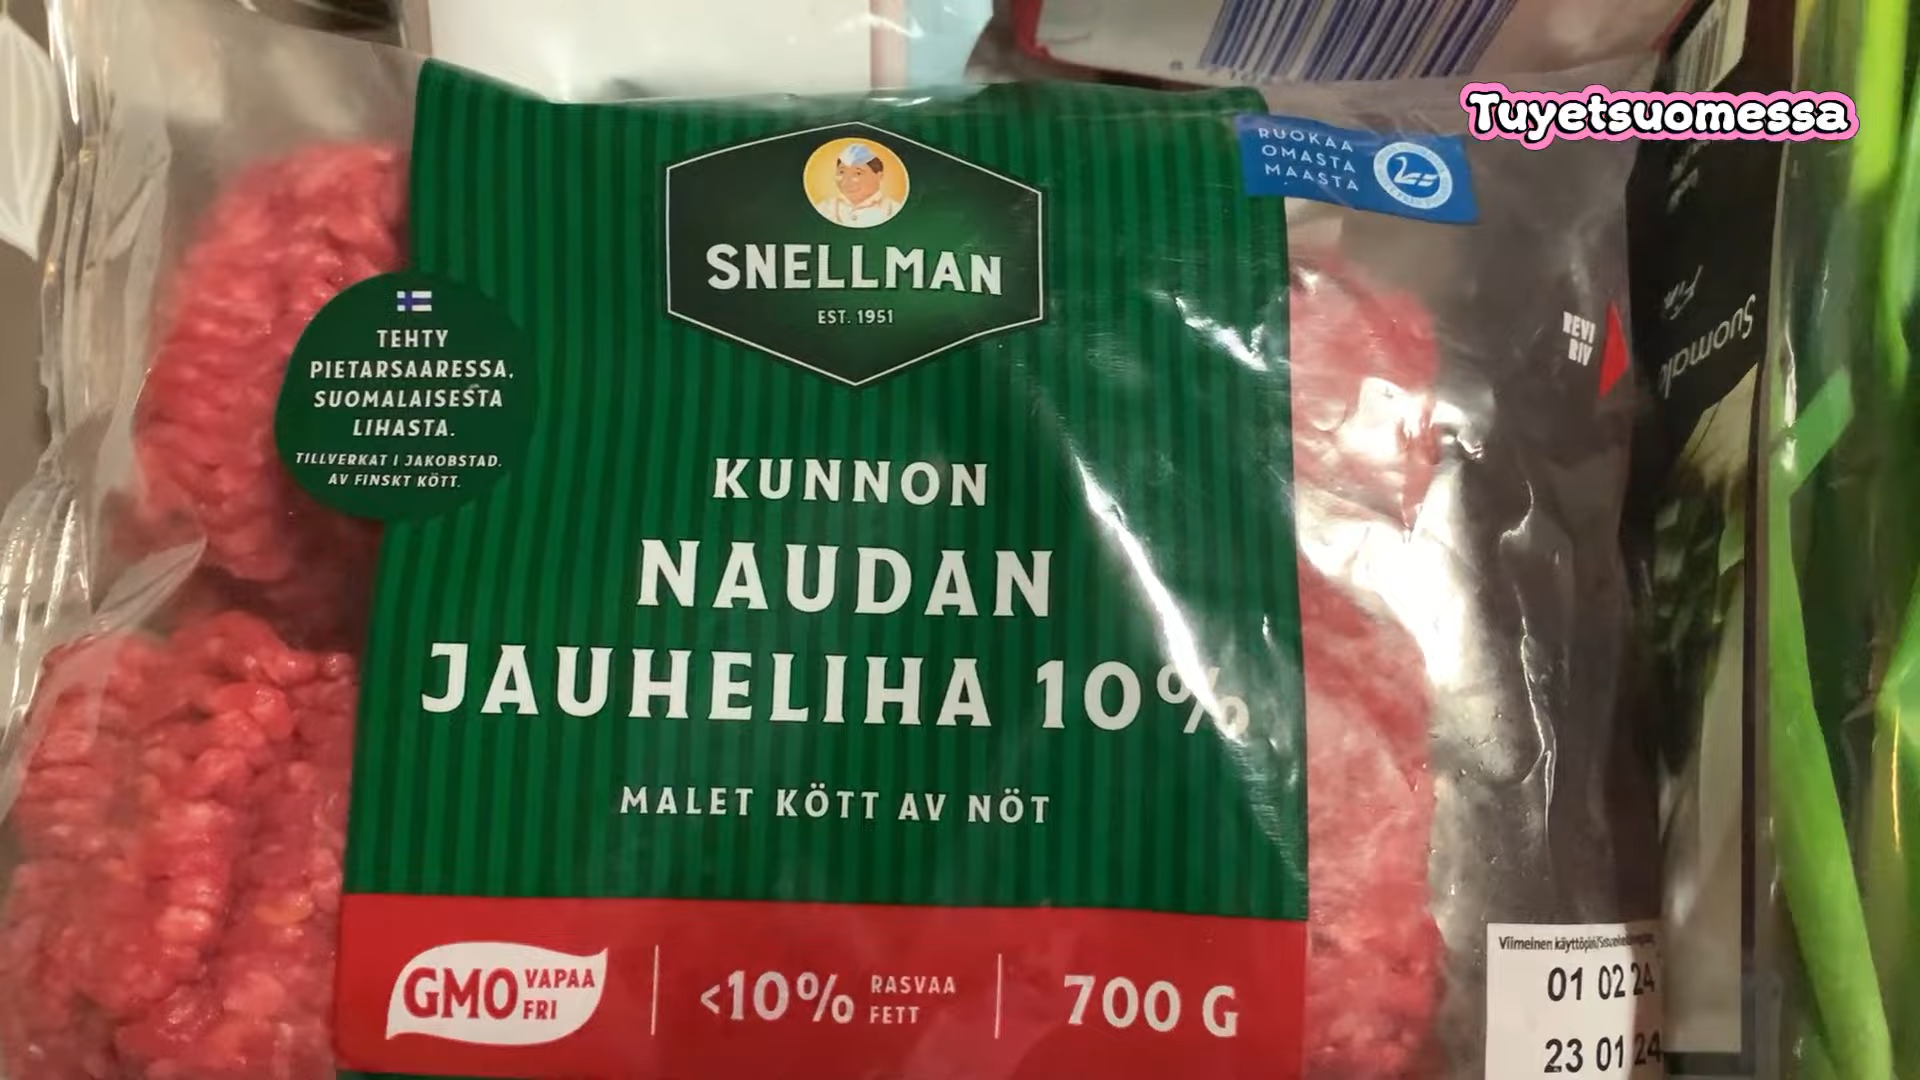 Tuyetsuomessa
RUOKAA
OMASTA
MAASTA
SNELLMAN
EST. 1951
TEHTY
PIETARSAARESSA,
SUOMALAISESTA
LIHASTA.
TILLVERKAT I JAKOBSTAD.
AV FINSKT KÖTT.
REVI
RIV
KUNNON
NAUDAN
JAUHELIHA 10%
MALET KÖTT AV NÖT
GMO VAPAA
FRI
<10% RASVAA
FETT
700 G
Viimeinen
01 02 24
23 01 24